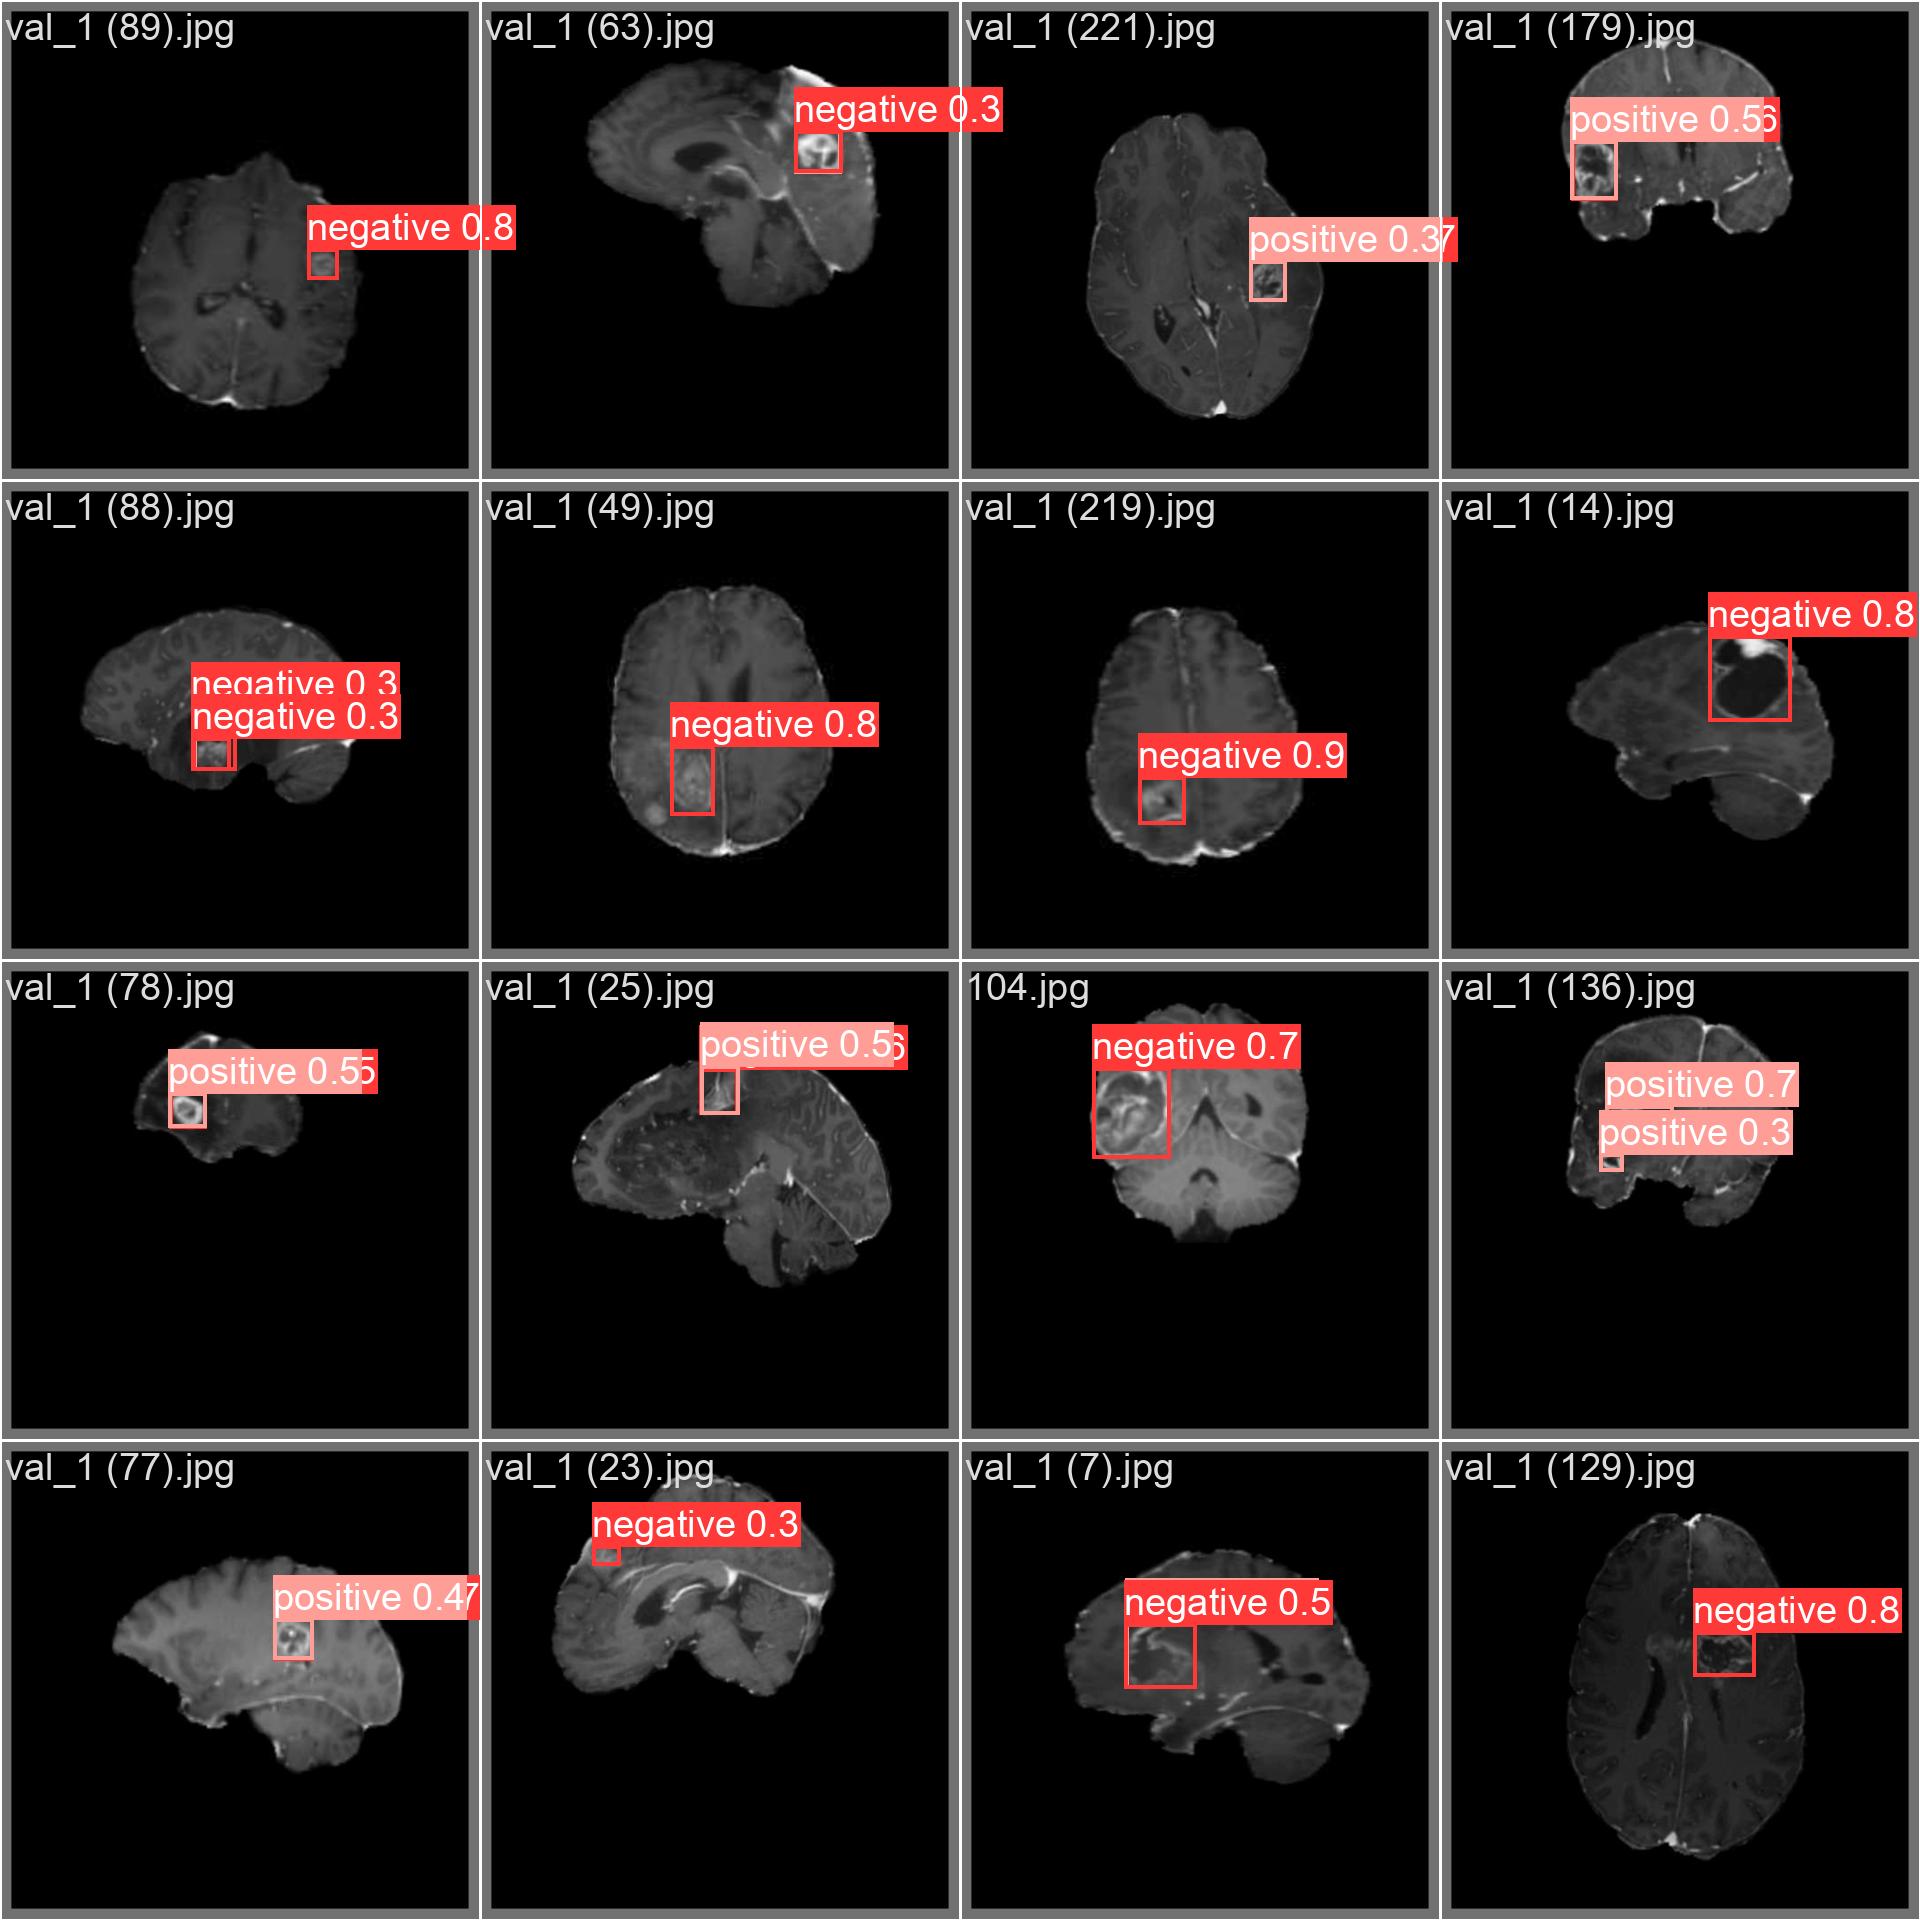 val_1 (89).jpg
negative 0.8
val_1 (63).jpg
negative 0.3
val_1 (221).jpg
positive 0.37
val_1 (179).jpg
positive 0.56
val_1 (88).jpg
negative 0.3
negative 0.3
val_1 (49).jpg
negative 0.8
val_1 (219).jpg
negative 0.9
val_1 (14).jpg
negative 0.8
val_1 (78).jpg
positive 0.55
val_1 (25).jpg
positive 0.56
104.jpg
negative 0.7
val_1 (136).jpg
positive 0.7
positive 0.3
val_1 (77).jpg
positive 0.47
val_1 (23).jpg
negative 0.3
val_1 (7).jpg
negative 0.5
val_1 (129).jpg
negative 0.8